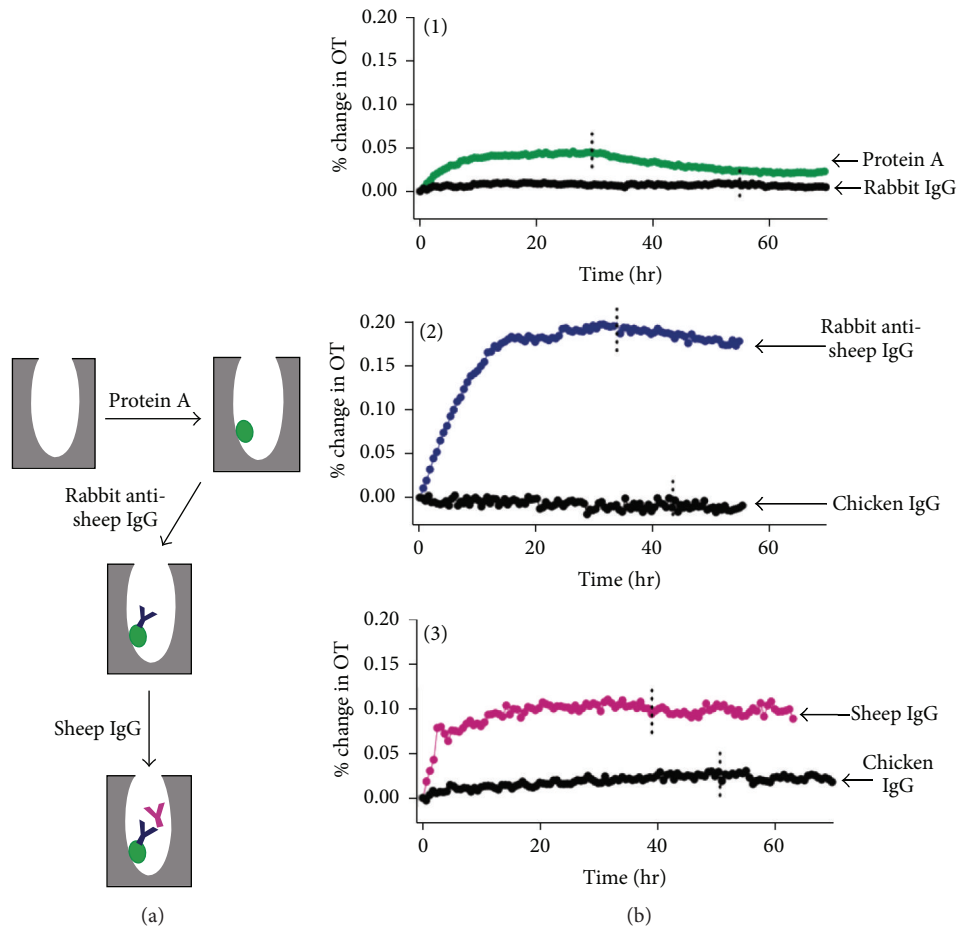 Protein A
Rabbit anti-
sheep IgG
Sheep IgG
(a)
(1)
% change in OT
0.20
0.15
0.10
0.05
0.00
0 20 40 60
Time (hr)
Protein A
Rabbit IgG
(2)
% change in OT
0.20
0.15
0.10
0.05
0.00
0 20 40 60
Time (hr)
Rabbit anti-
sheep IgG
Chicken IgG
(3)
% change in OT
0.20
0.15
0.10
0.05
0.00
0 20 40 60
Time (hr)
Sheep IgG
Chicken
IgG
(b)